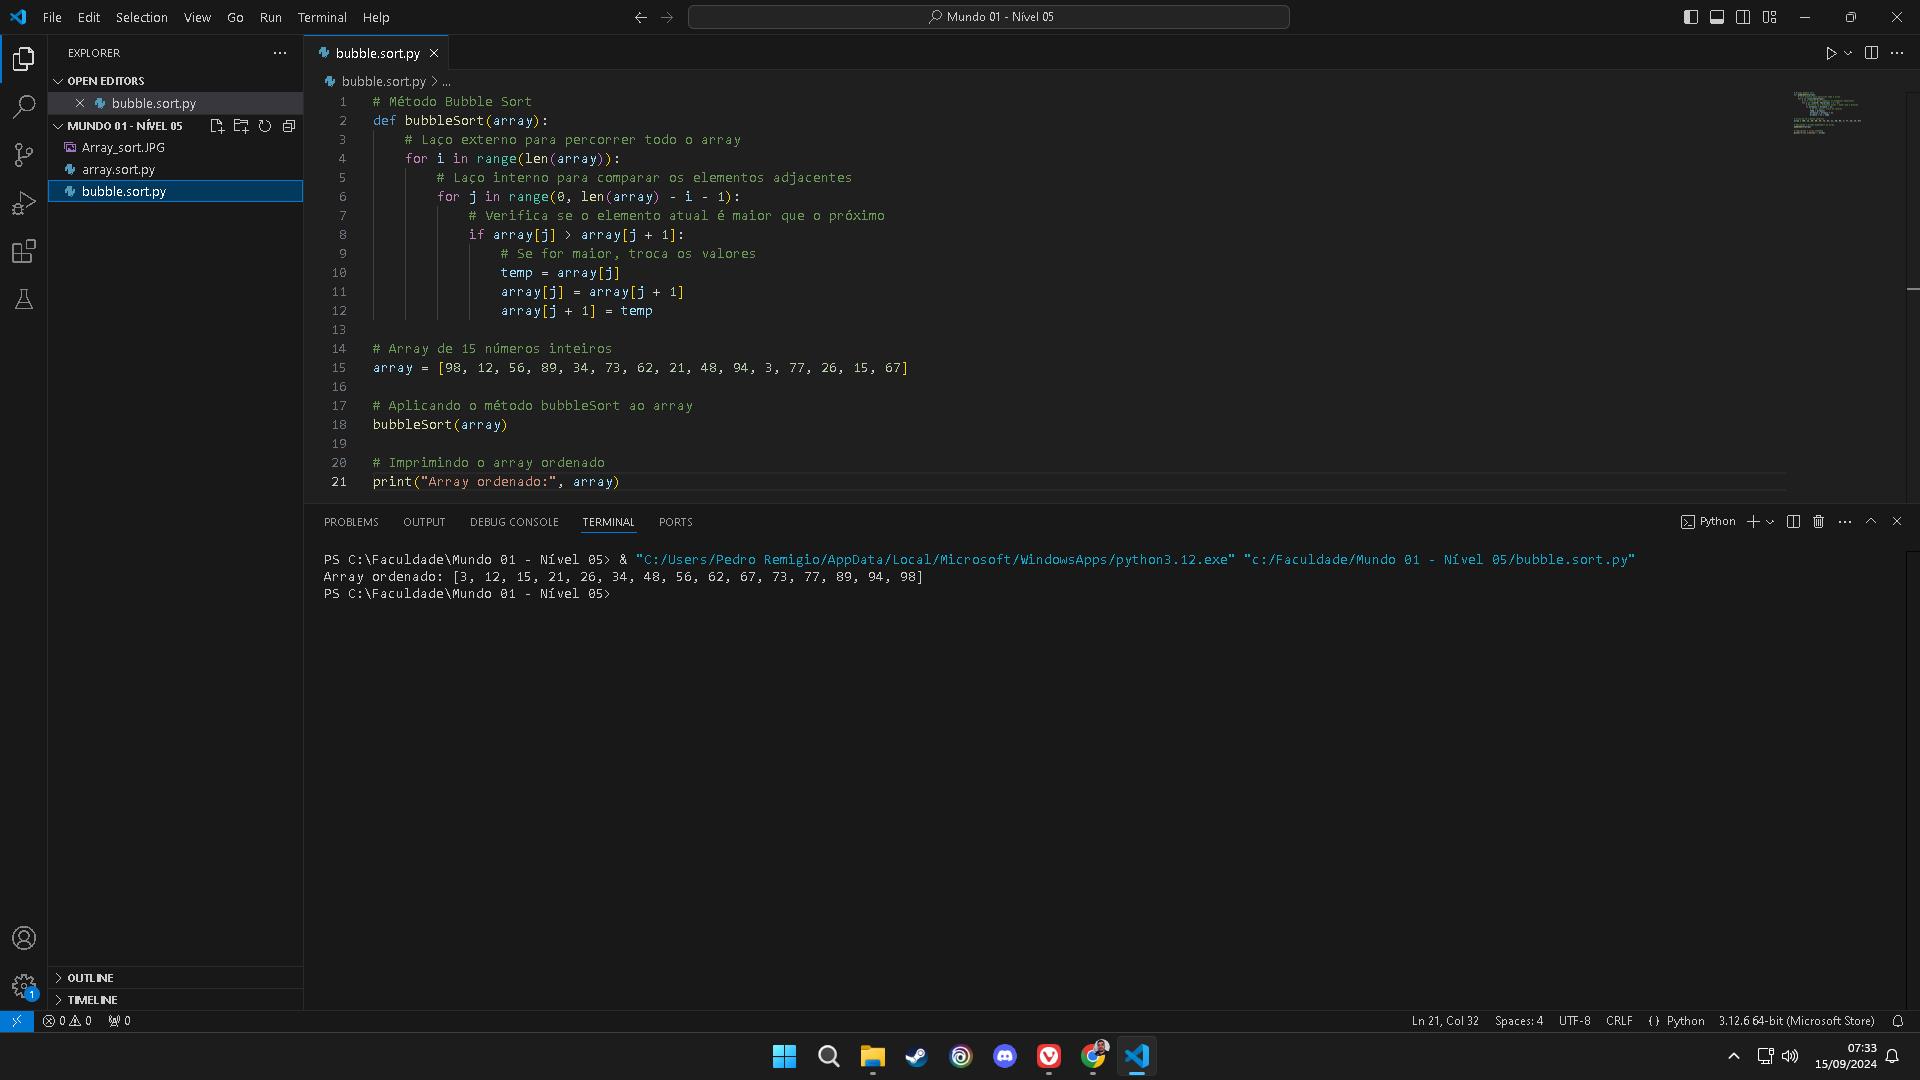 File Edit Selection View Go Run Terminal Help
Mundo 01 - Nível 05
EXPLORER
OPEN EDITORS
bubble.sort.py
MUNDO 01 - NÍVEL 05
Array_sort.JPG
array.sort.py
bubble.sort.py
OUTLINE
TIMELINE
bubble.sort.py
bubble.sort.py > ...
1 # Método Bubble Sort
2 def bubbleSort(array):
3 # Laço externo para percorrer todo o array
4 for i in range(len(array)):
5 # Laço interno para comparar os elementos adjacentes
6 for j in range(0, len(array) - i - 1):
7 # Verifica se o elemento atual é maior que o próximo
8 if array[j] > array[j + 1]:
9 # Se for maior, troca os valores
10 temp = array[j]
11 array[j] = array[j + 1]
12 array[j + 1] = temp
13
14 # Array de 15 números inteiros
15 array = [98, 12, 56, 89, 34, 73, 62, 21, 48, 94, 3, 77, 26, 15, 67]
16
17 # Aplicando o método bubbleSort ao array
18 bubbleSort(array)
19
20 # Imprimindo o array ordenado
21 print("Array ordenado:", array)
PROBLEMS OUTPUT DEBUG CONSOLE TERMINAL PORTS
Python
PS C:\Faculdade\Mundo 01 - Nível 05> & "C:/Users/Pedro Remigio/AppData/Local/Microsoft/WindowsApps/python3.12.exe" "c:/Faculdade/Mundo 01 - Nível 05/bubble.sort.py"
Array ordenado: [3, 12, 15, 21, 26, 34, 48, 56, 62, 67, 73, 77, 89, 94, 98]
PS C:\Faculdade\Mundo 01 - Nível 05>
1
0 0 0
Ln 21, Col 32 Spaces: 4 UTF-8 CRLF {} Python 3.12.6 64-bit (Microsoft Store)
07:33
15/09/2024